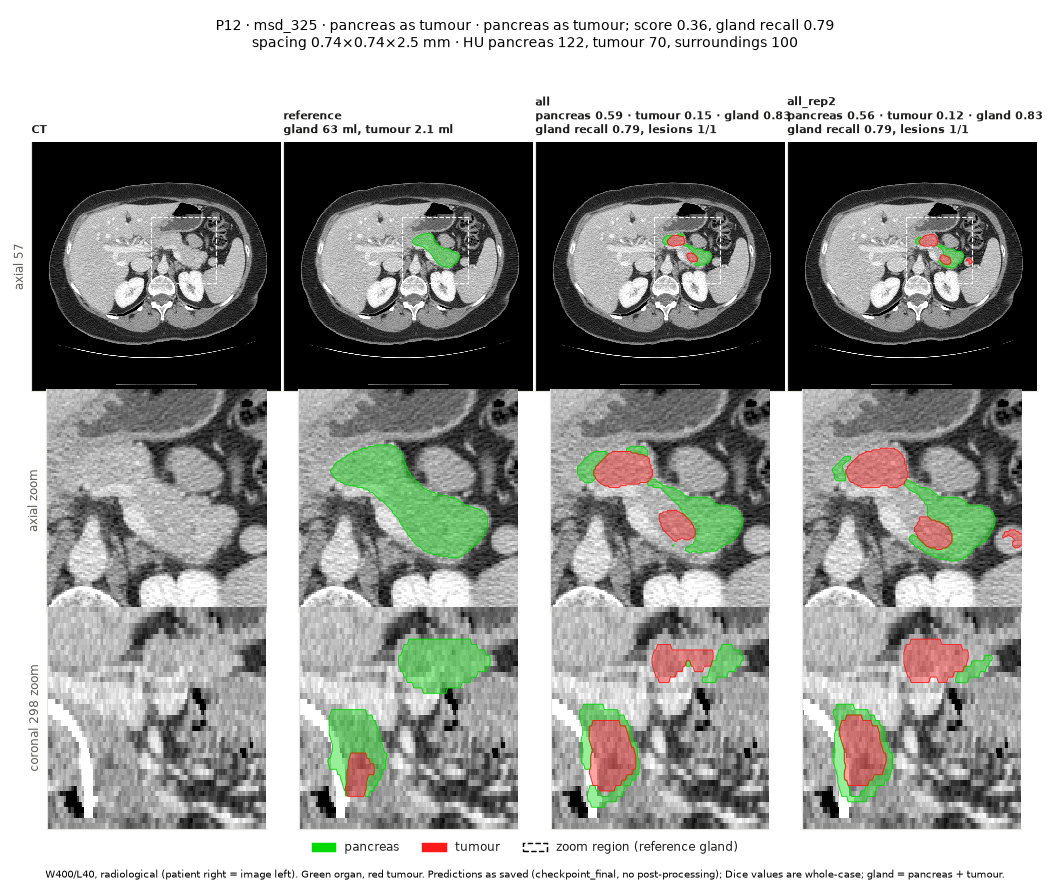 P12 · msd_325 · pancreas as tumour · pancreas as tumour; score 0.36, gland recall 0.79
spacing 0.74×0.74×2.5 mm · HU pancreas 122, tumour 70, surroundings 100
CT
reference
gland 63 ml, tumour 2.1 ml
all
pancreas 0.59 · tumour 0.15 · gland 0.83
gland recall 0.79, lesions 1/1
all_rep2
pancreas 0.56 · tumour 0.12 · gland 0.83
gland recall 0.79, lesions 1/1
axial 57
axial zoom
coronal 298 zoom
pancreas
tumour
zoom region (reference gland)
W400/L40, radiological (patient right = image left). Green organ, red tumour. Predictions as saved (checkpoint_final, no post-processing); Dice values are whole-case; gland = pancreas + tumour.